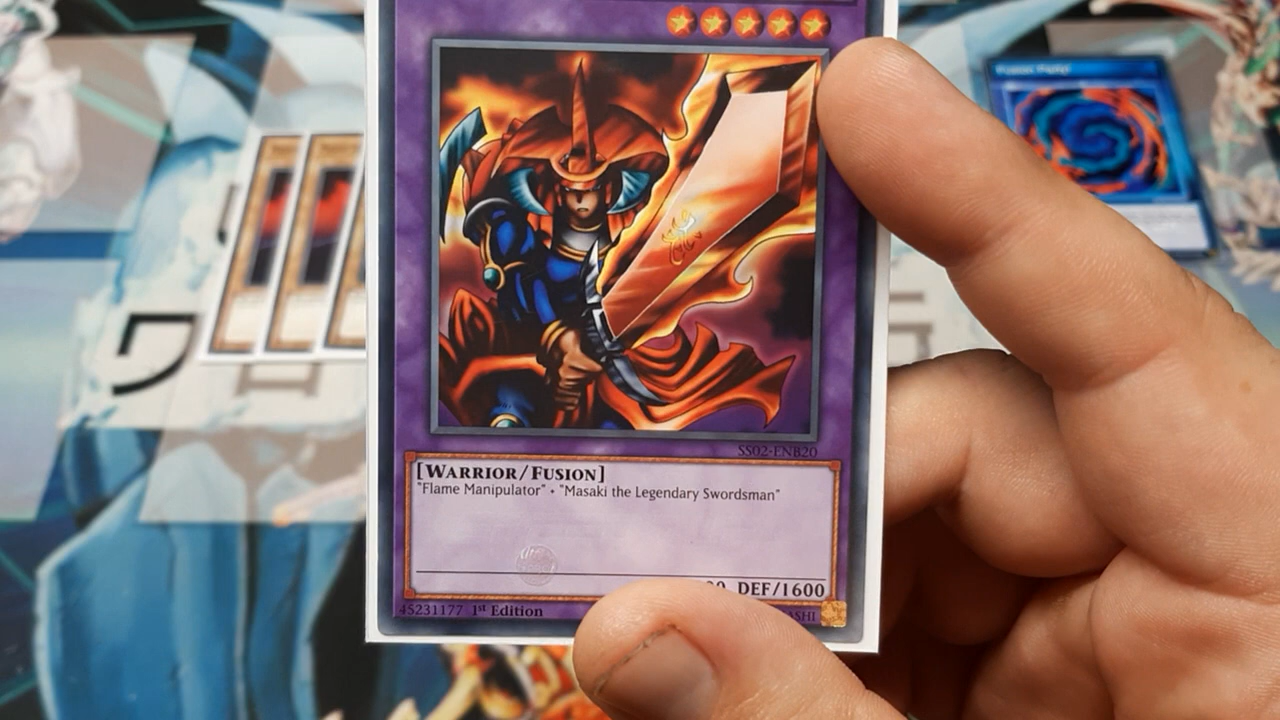 SS02-ENB20
[WARRIOR/FUSION]
"Flame Manipulator" + "Masaki the Legendary Swordsman"
DEF/1600
45231177 1st Edition